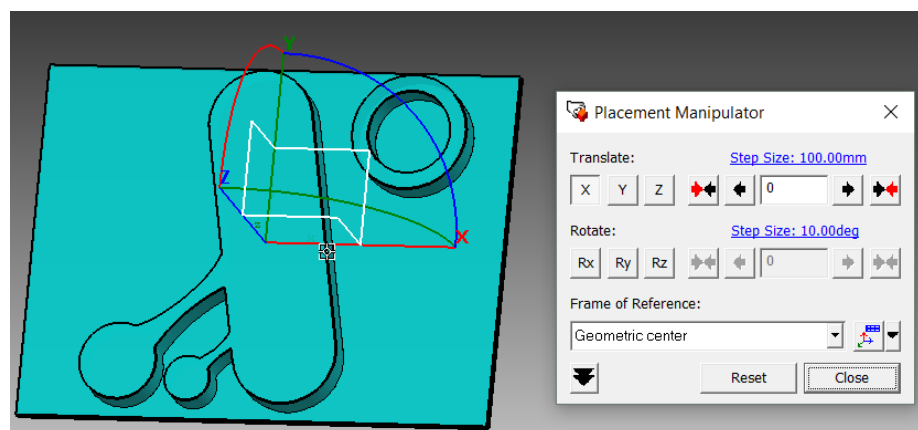 Y
Z
X
Placement Manipulator
Translate:
Step Size: 100.00mm
X Y Z 0
Rotate:
Step Size: 10.00deg
Rx Ry Rz 0
Frame of Reference:
Geometric center
Reset Close